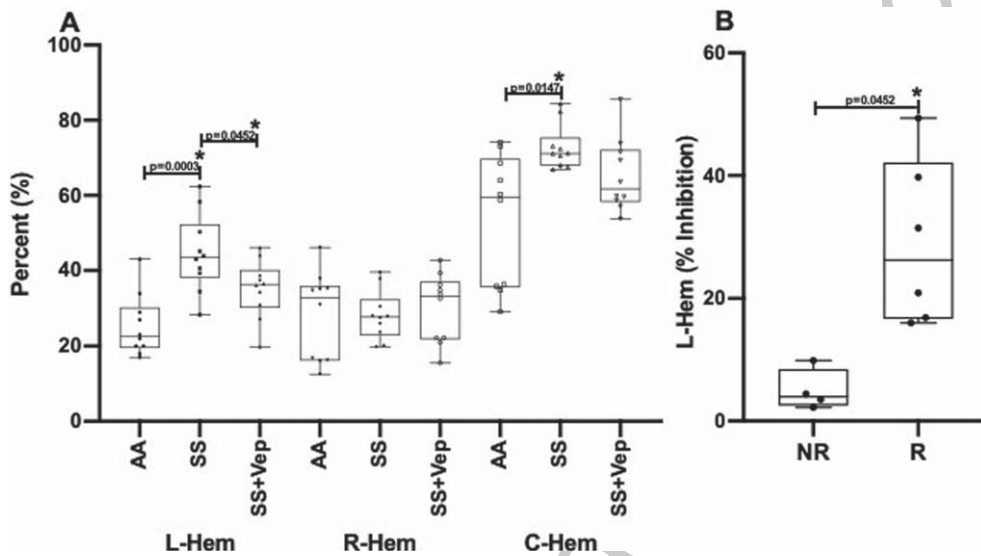 A
Percent (%)
100
80
60
40
20
0
p=0.0003
*
p=0.0452
*
p=0.0147
*
AA
SS
SS+Vep
AA
SS
SS+Vep
AA
SS
SS+Vep
L-Hem
R-Hem
C-Hem
B
L-Hem (% Inhibition)
60
40
20
0
p=0.0452
*
NR
R